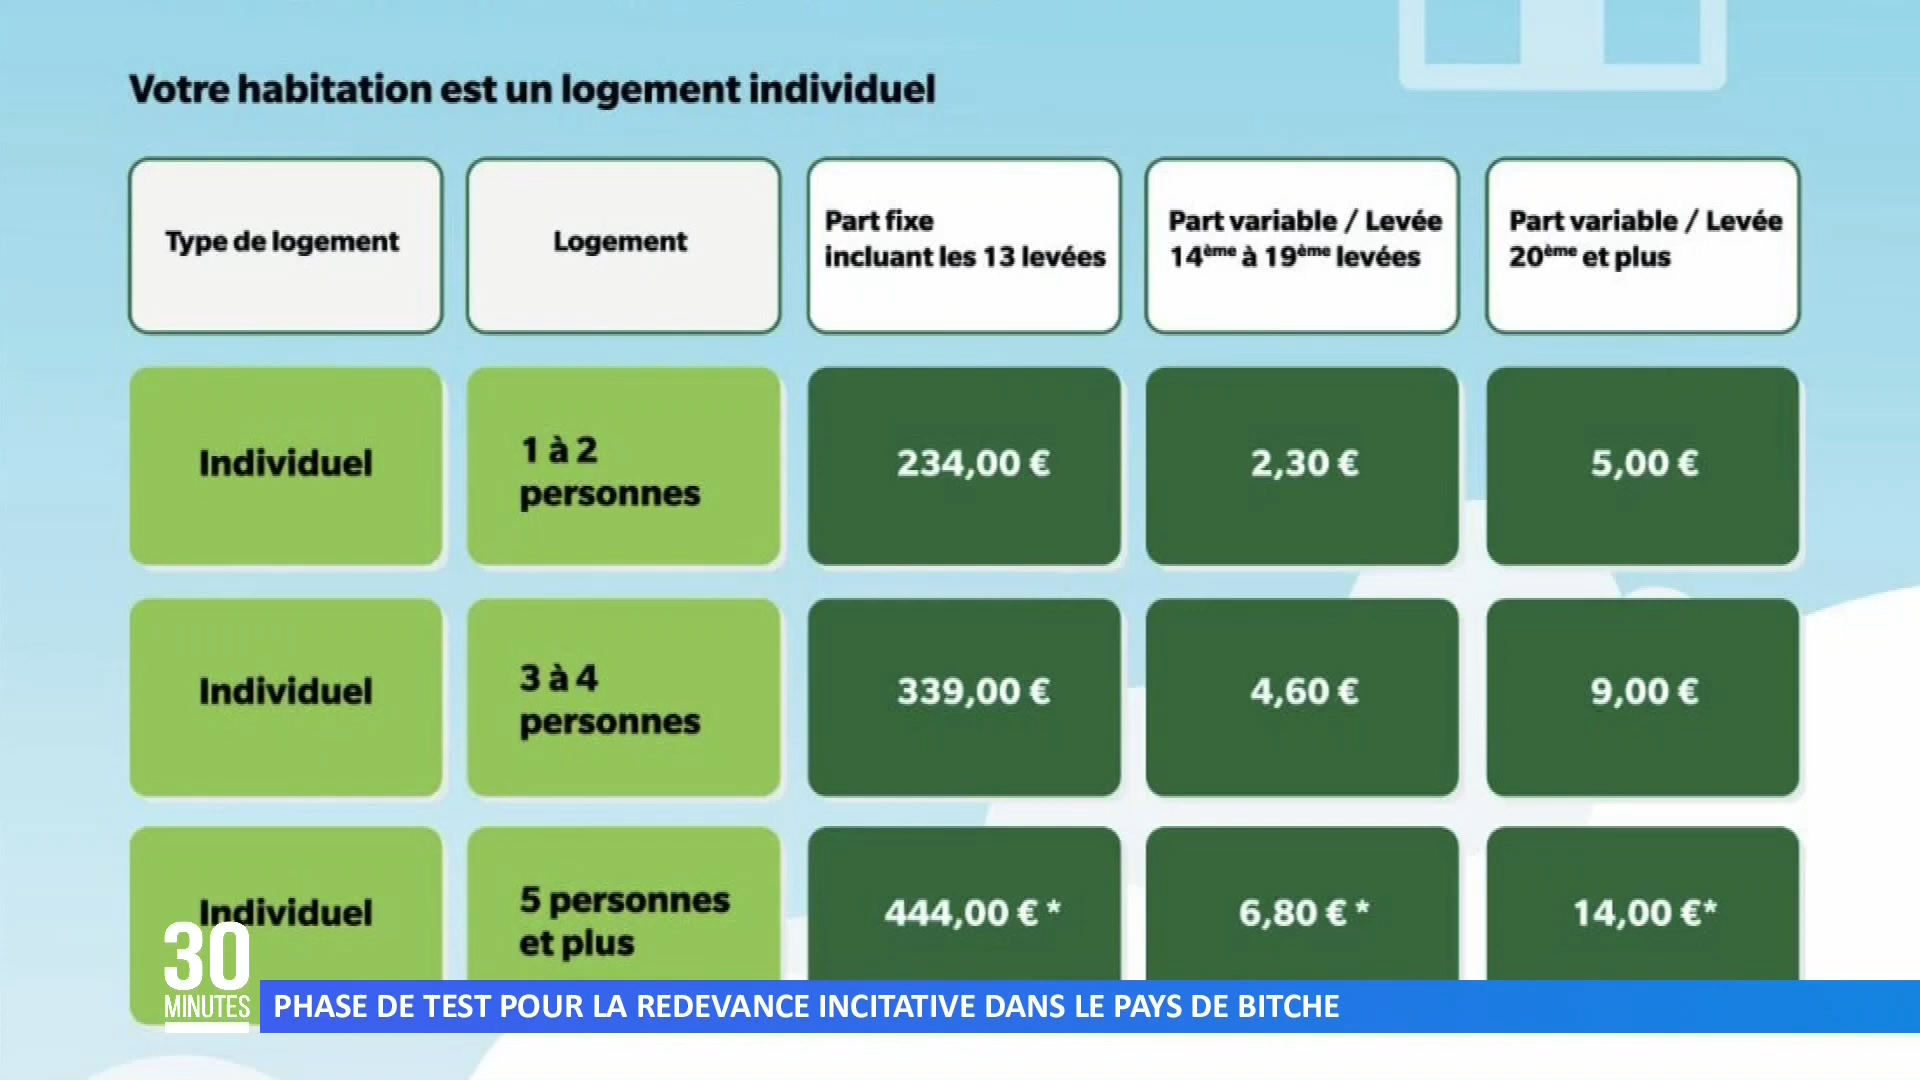 Votre habitation est un logement individuel
Type de logement
Logement
Part fixe
incluant les 13 levées
Part variable / Levée
14ème à 19ème levées
Part variable / Levée
20ème et plus
Individuel
1 à 2
personnes
234,00 €
2,30 €
5,00 €
Individuel
3 à 4
personnes
339,00 €
4,60 €
9,00 €
Individuel
5 personnes
et plus
444,00 € *
6,80 € *
14,00 €*
30
MINUTES
PHASE DE TEST POUR LA REDEVANCE INCITATIVE DANS LE PAYS DE BITCHE